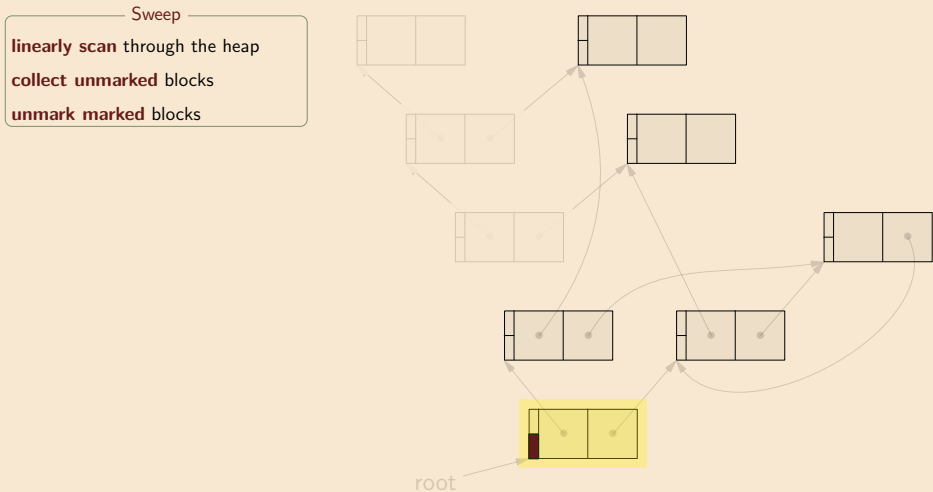 Sweep
linearly scan through the heap
collect unmarked blocks
unmark marked blocks
root